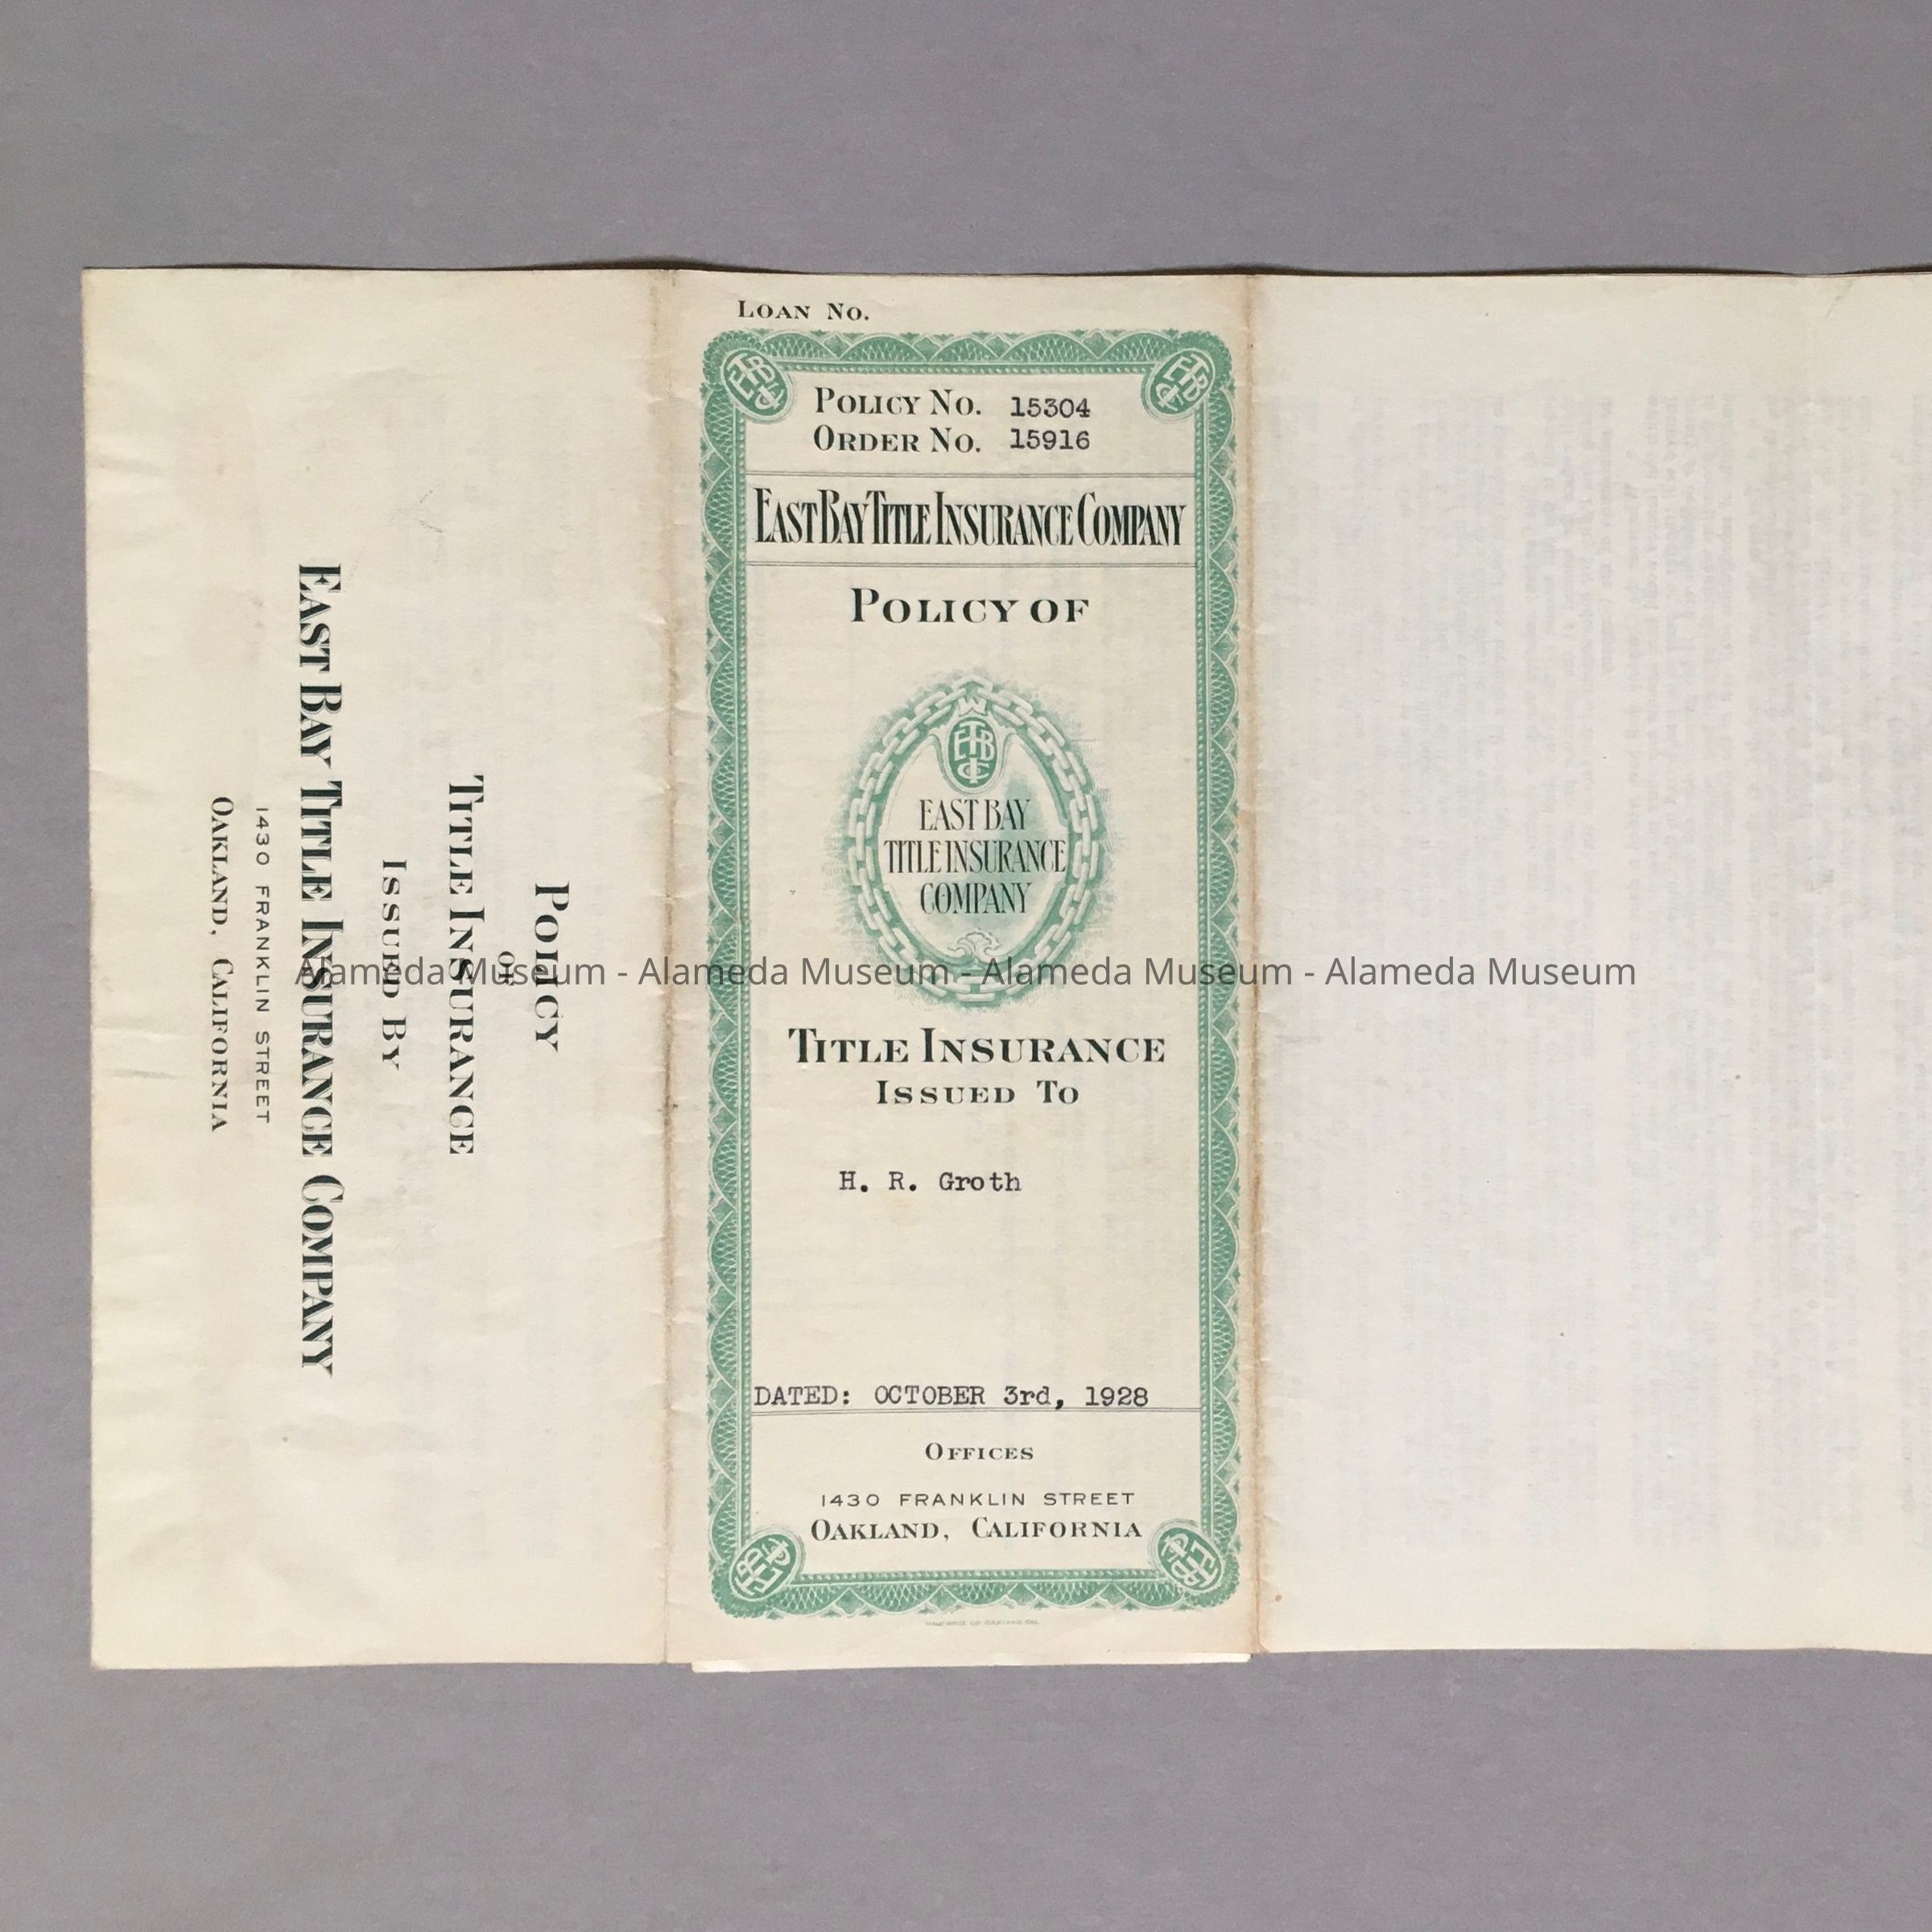 POLICY
OF
TITLE INSURANCE
ISSUED BY
EAST BAY TITLE INSURANCE COMPANY
1430 FRANKLIN STREET
OAKLAND, CALIFORNIA
LOAN NO.
POLICY NO. 15304
ORDER NO. 15916
EAST BAY TITLE INSURANCE COMPANY
POLICY OF
EAST BAY
TITLE INSURANCE
COMPANY
TITLE INSURANCE
ISSUED TO
H. R. Groth
DATED: OCTOBER 3rd, 1928
OFFICES
1430 FRANKLIN STREET
OAKLAND, CALIFORNIA
Alameda Museum - Alameda Museum - Alameda Museum - Alameda Museum